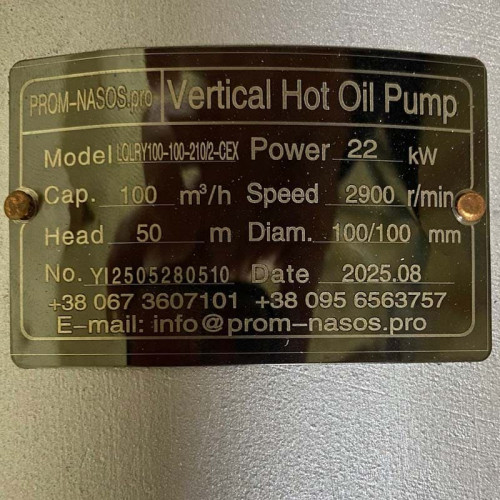 PROM-NASOS.pro Vertical Hot Oil Pump
Model LQLRY100-100-210/2-CEX Power 22 kW
Cap. 100 m³/h Speed 2900 r/min
Head 50 m Diam. 100/100 mm
No. YI2505280510 Date 2025.08
+38 067 3607101 +38 095 6563757
E-mail: info@prom-nasos.pro